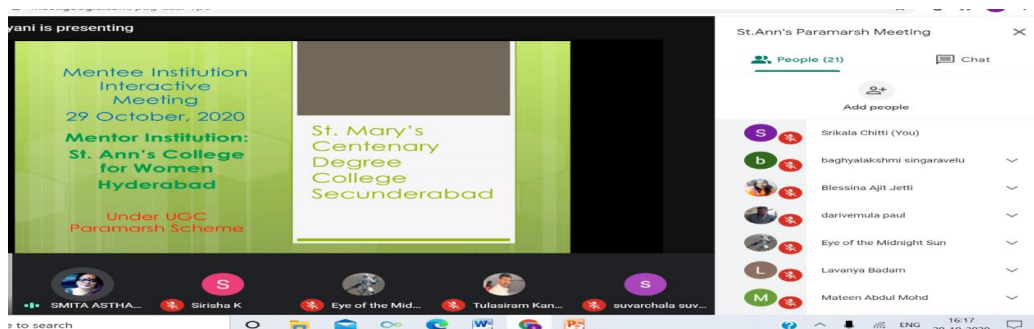 yani is presenting
Mentee Institution
Interactive
Meeting
29 October, 2020
Mentor Institution:
St. Ann's College
for Women
Hyderabad
Under UGC
Paramarsh Scheme
St. Mary's
Centenary
Degree
College
Secunderabad
SMITA ASTHA...
S
Sirisha K
Eye of the Mid...
Tulasiram Kan...
S
suvarchala suv...
St.Ann's Paramarsh Meeting
People (21)
Chat
Add people
S
Srikala Chitti (You)
b
baghyalakshmi singaravelu
Blessina Ajit Jetti
darivemula paul
Eye of the Midnight Sun
L
Lavanya Badam
M
Mateen Abdul Mohd
e to search
ENG
16:17